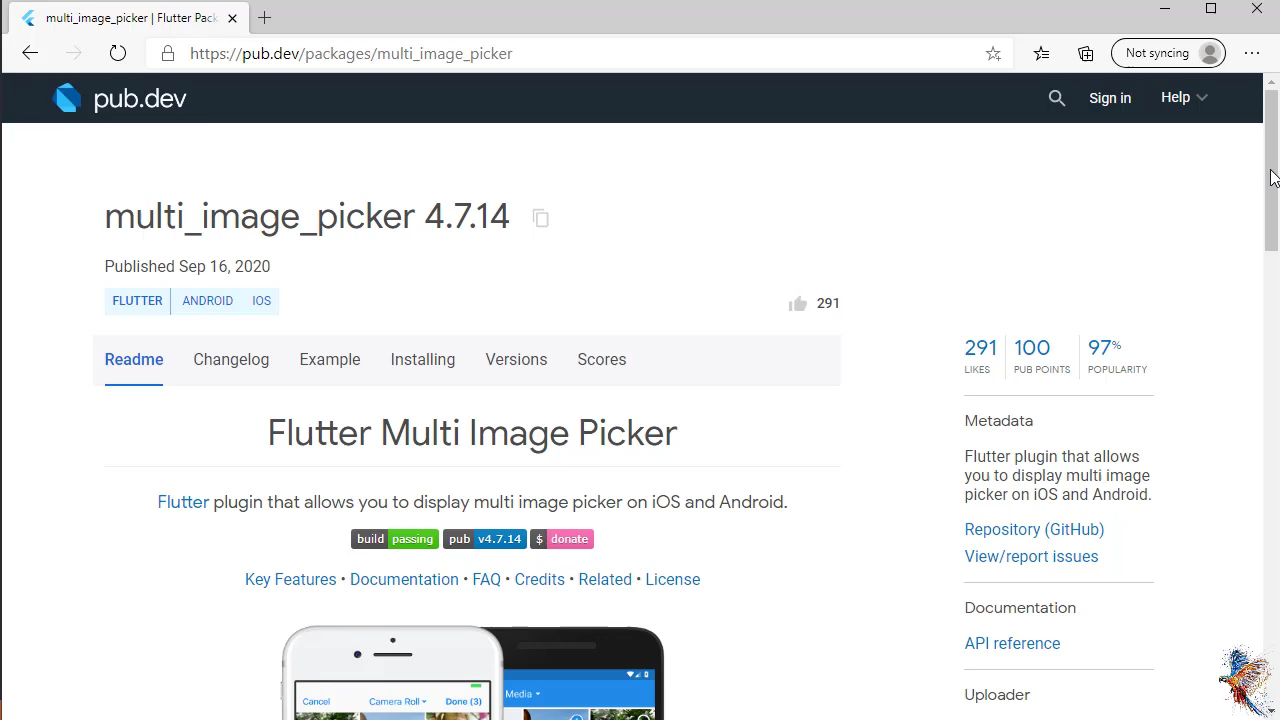 multi_image_picker | Flutter Pack
https://pub.dev/packages/multi_image_picker
Not syncing
pub.dev
Sign in
Help
multi_image_picker 4.7.14
Published Sep 16, 2020
FLUTTER ANDROID IOS
291
Readme Changelog Example Installing Versions Scores
291 100 97%
LIKES PUB POINTS POPULARITY
Flutter Multi Image Picker
Flutter plugin that allows you to display multi image picker on iOS and Android.
build passing pub v4.7.14 $ donate
Key Features • Documentation • FAQ • Credits • Related • License
Cancel Camera Roll Done (3)
Media
Metadata
Flutter plugin that allows
you to display multi image
picker on iOS and Android.
Repository (GitHub)
View/report issues
Documentation
API reference
Uploader